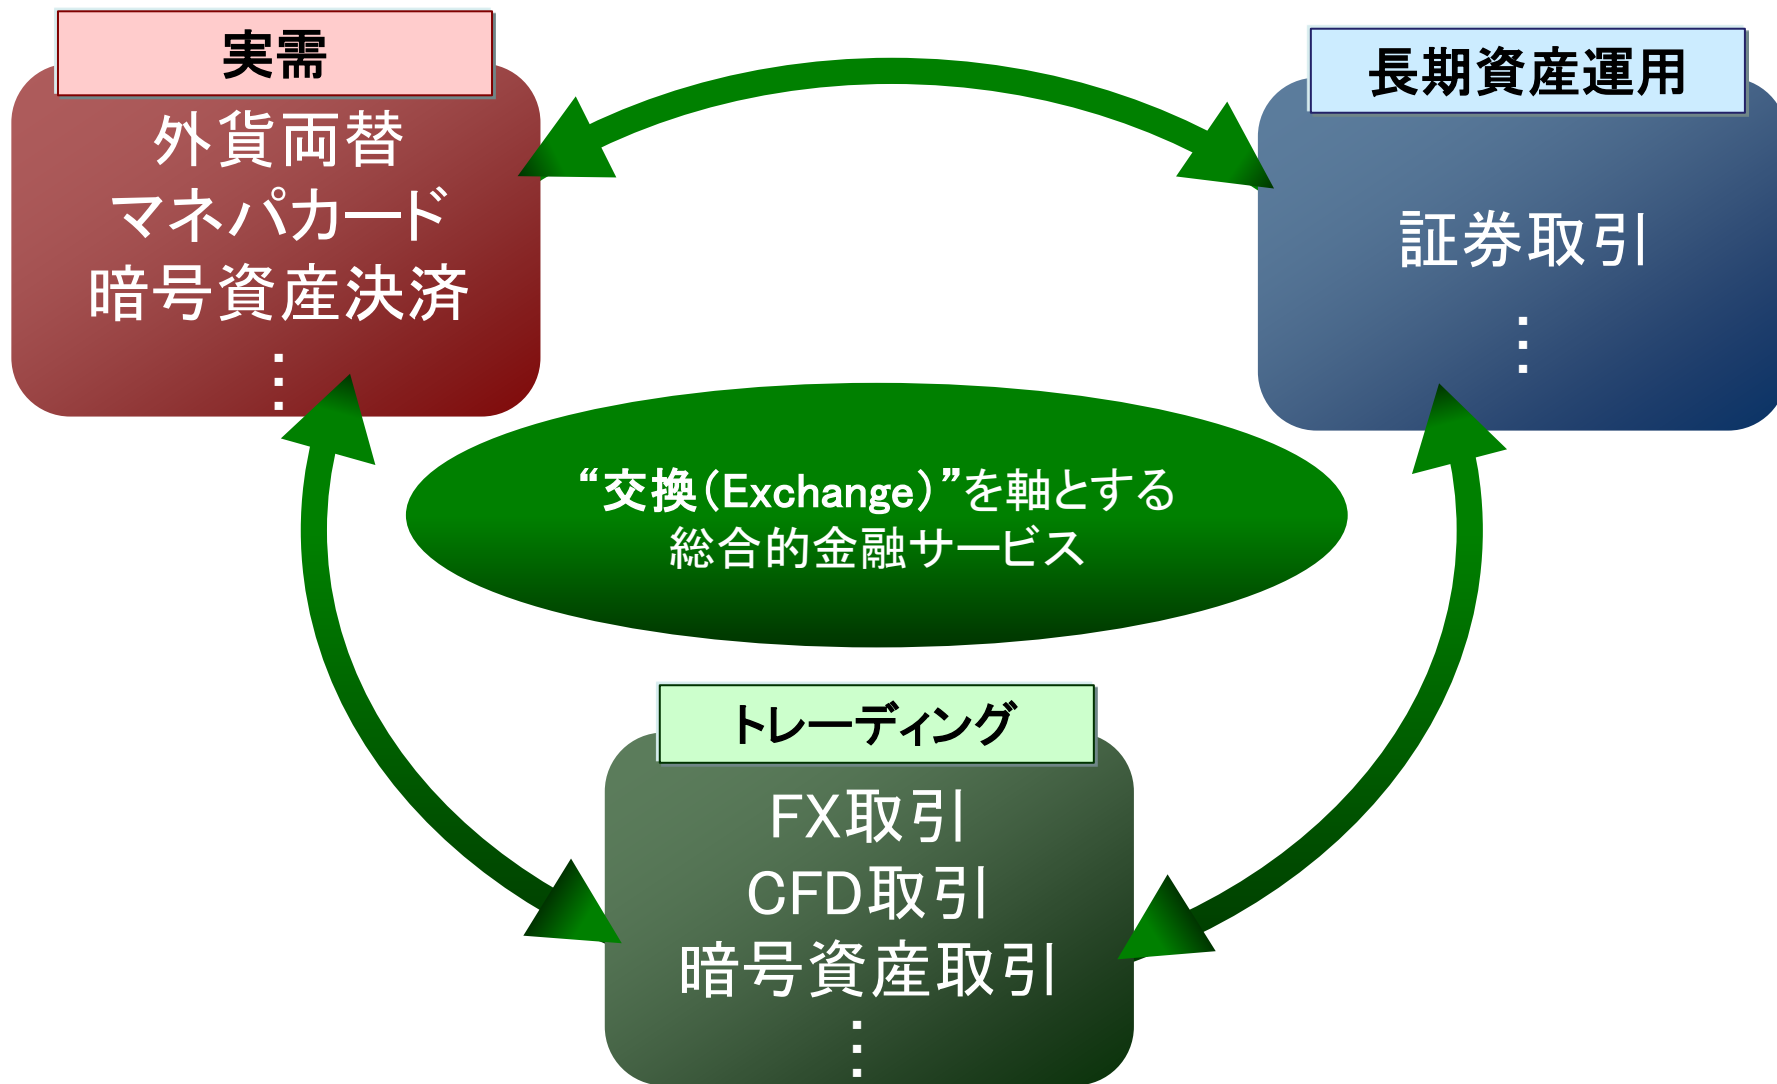 実需
外貨両替
マネパカード
暗号資産決済
⋮
長期資産運用
証券取引
⋮
“交換(Exchange)”を軸とする
総合的金融サービス
トレーディング
FX取引
CFD取引
暗号資産取引
⋮